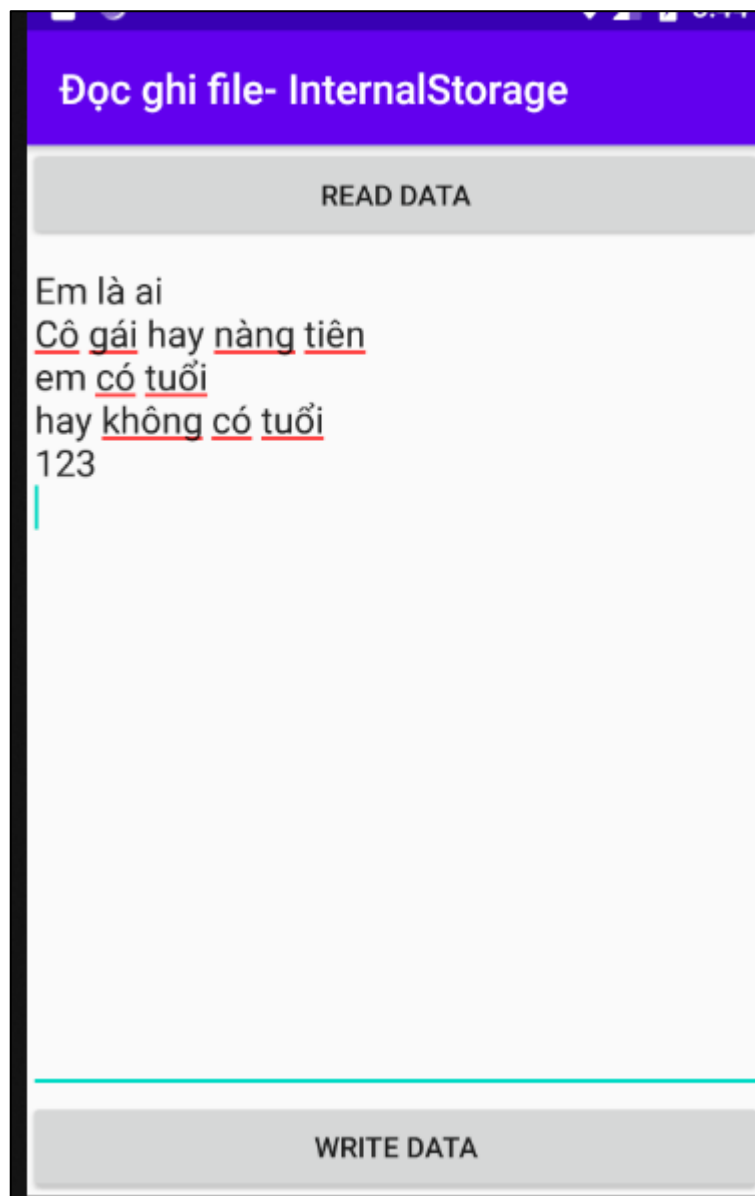 Đọc ghi file- InternalStorage
READ DATA
Em là ai
Cô gái hay nàng tiên
em có tuổi
hay không có tuổi
123
WRITE DATA